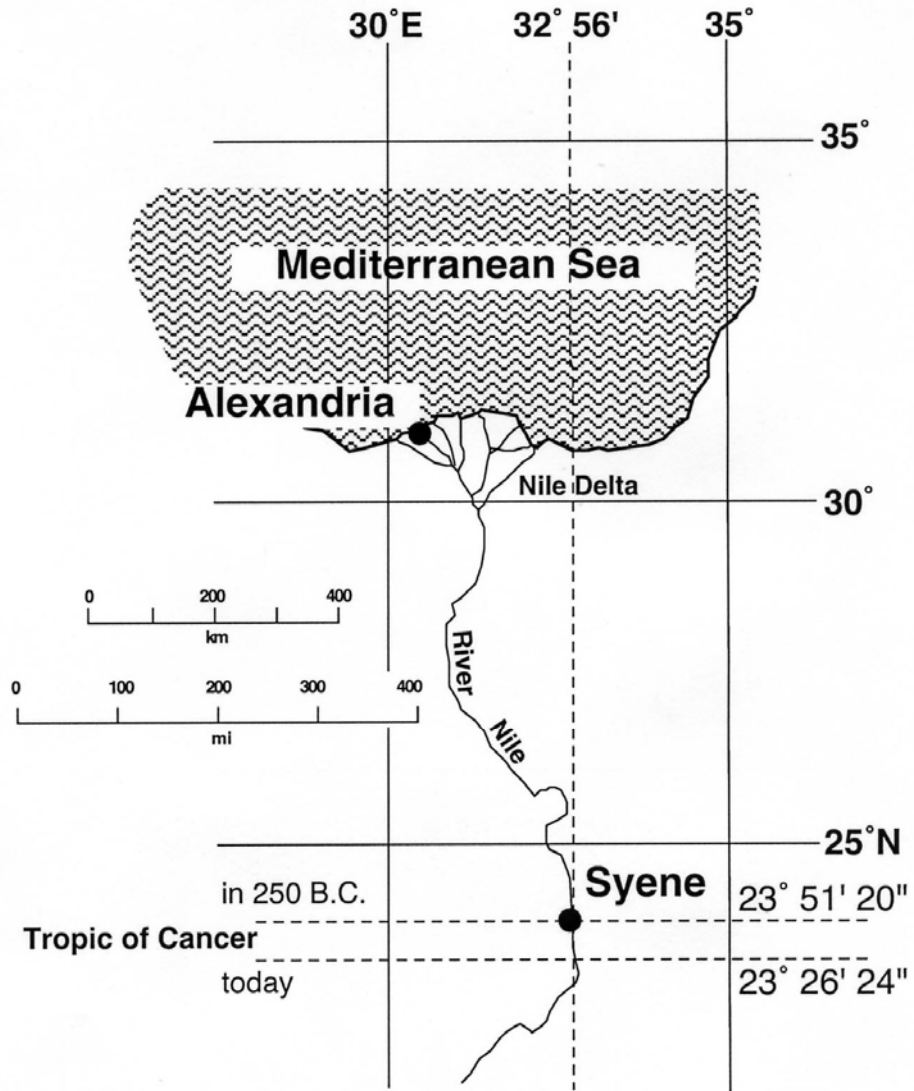 30˚E 32˚56' 35˚
35˚
Mediterranean Sea
Alexandria
Nile Delta
30˚
0 200 400
km
River
0 100 200 300 400
mi
Nile
25˚N
Syene
in 250 B.C. 23˚ 51' 20"
Tropic of Cancer
today 23˚ 26' 24"